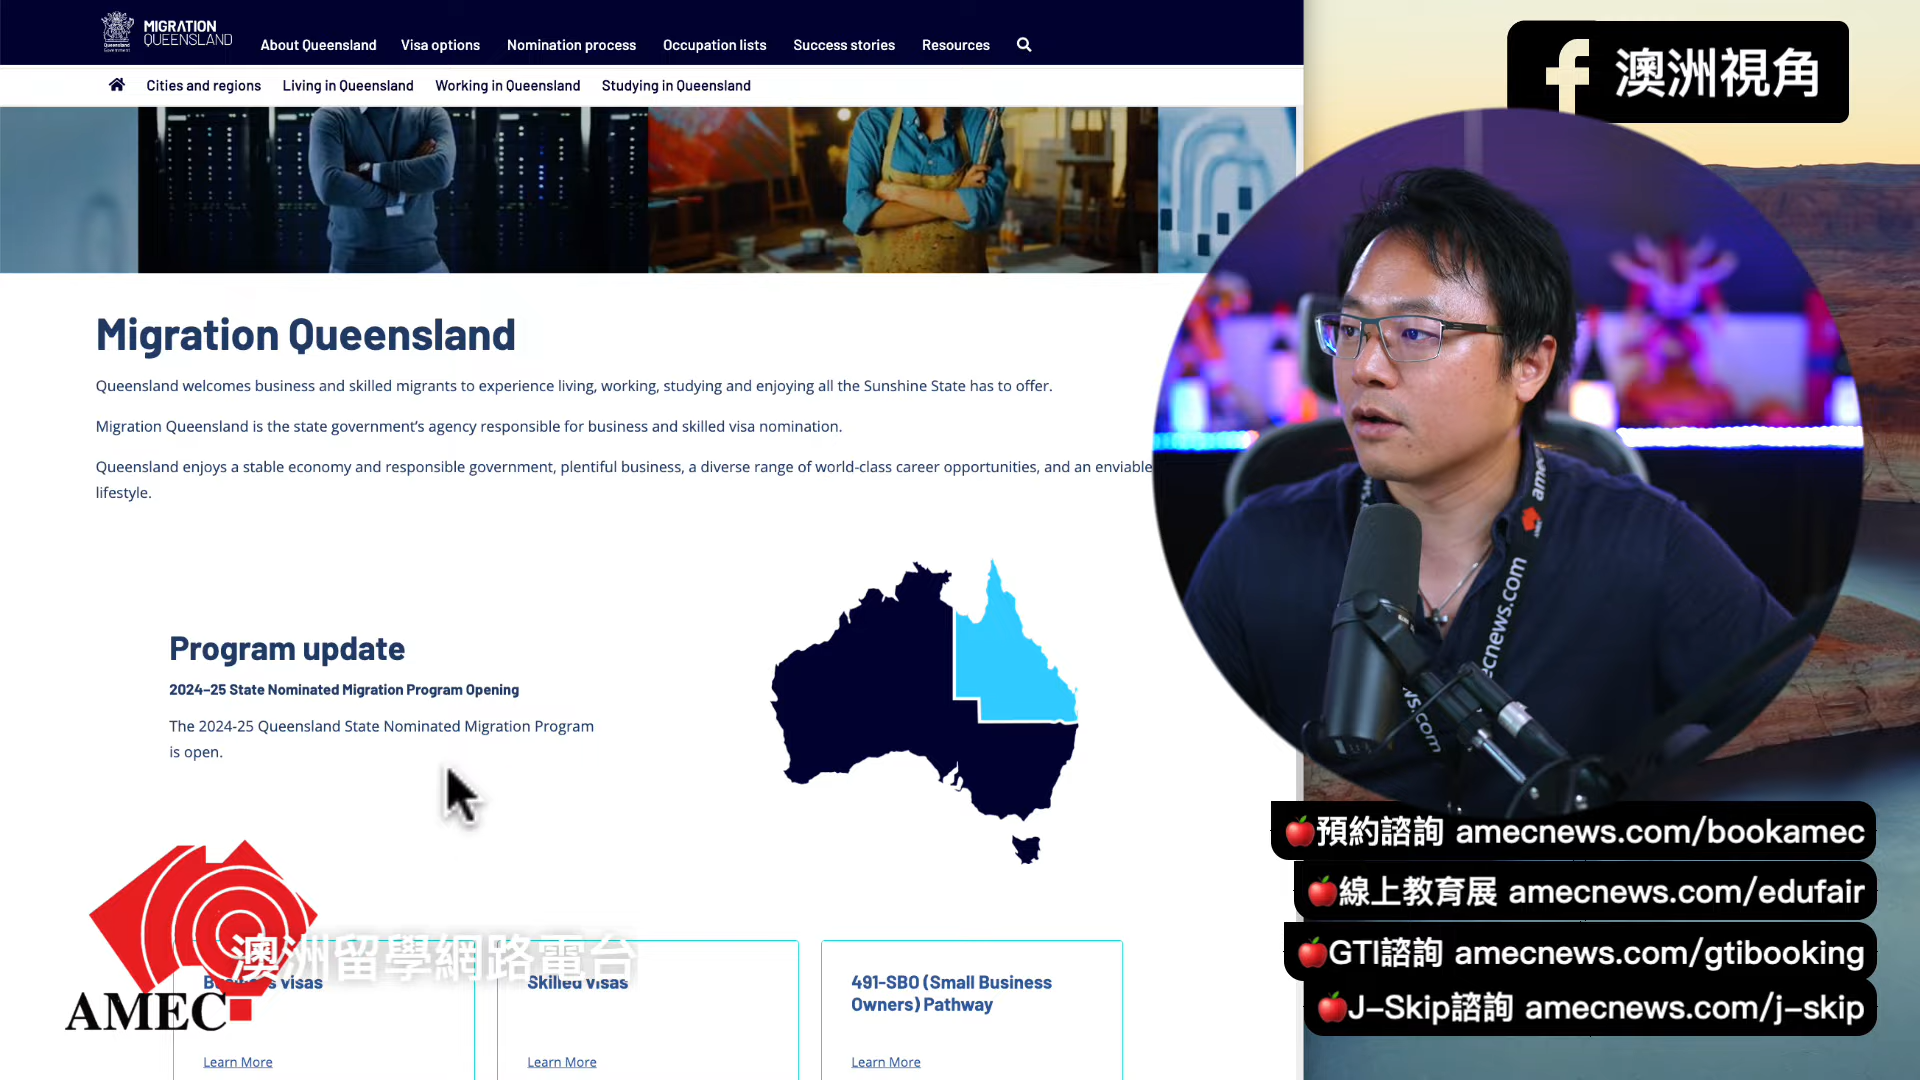 MIGRATION
QUEENSLAND
Queensland
Government
About Queensland
Visa options
Nomination process
Occupation lists
Success stories
Resources
Cities and regions
Living in Queensland
Working in Queensland
Studying in Queensland
澳洲視角
Migration Queensland
Queensland welcomes business and skilled migrants to experience living, working, studying and enjoying all the Sunshine State has to offer.
Migration Queensland is the state government’s agency responsible for business and skilled visa nomination.
Queensland enjoys a stable economy and responsible government, plentiful business, a diverse range of world-class career opportunities, and an enviable
lifestyle.
amec
ecnews.com
ws.com
Program update
2024–25 State Nominated Migration Program Opening
The 2024-25 Queensland State Nominated Migration Program
is open.
🍎預約諮詢 amecnews.com/bookamec
🍎線上教育展 amecnews.com/edufair
🍎GTI諮詢 amecnews.com/gtibooking
🍎J–Skip諮詢 amecnews.com/j–skip
澳洲留學網路電台
AMEC
Business visas
Learn More
Skilled visas
Learn More
491-SBO (Small Business
Owners) Pathway
Learn More